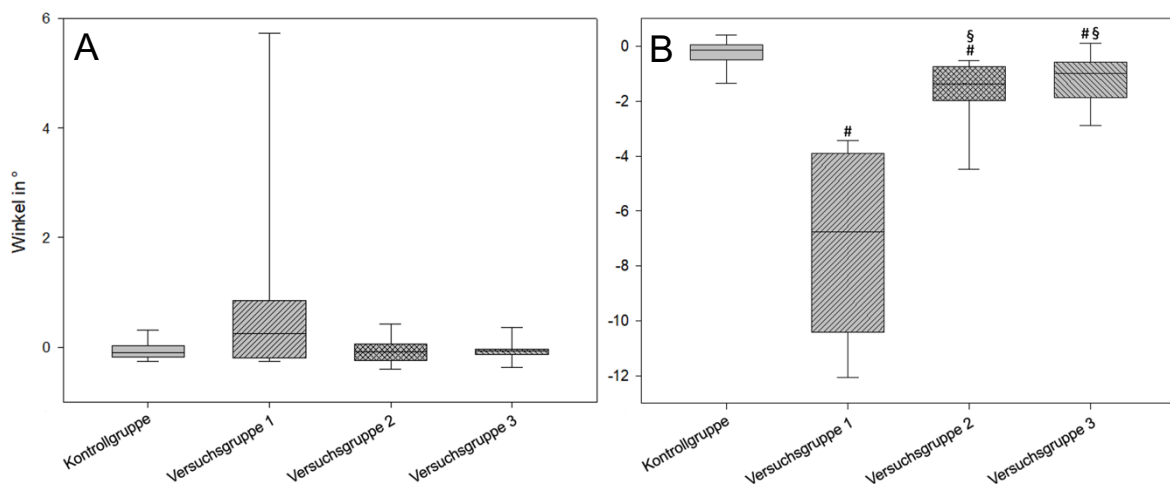 A
Winkel in °
6
4
2
0
Kontrollgruppe
Versuchsgruppe 1
Versuchsgruppe 2
Versuchsgruppe 3
B
0
-2
-4
-6
-8
-10
-12
#
§
#
# §
Kontrollgruppe
Versuchsgruppe 1
Versuchsgruppe 2
Versuchsgruppe 3